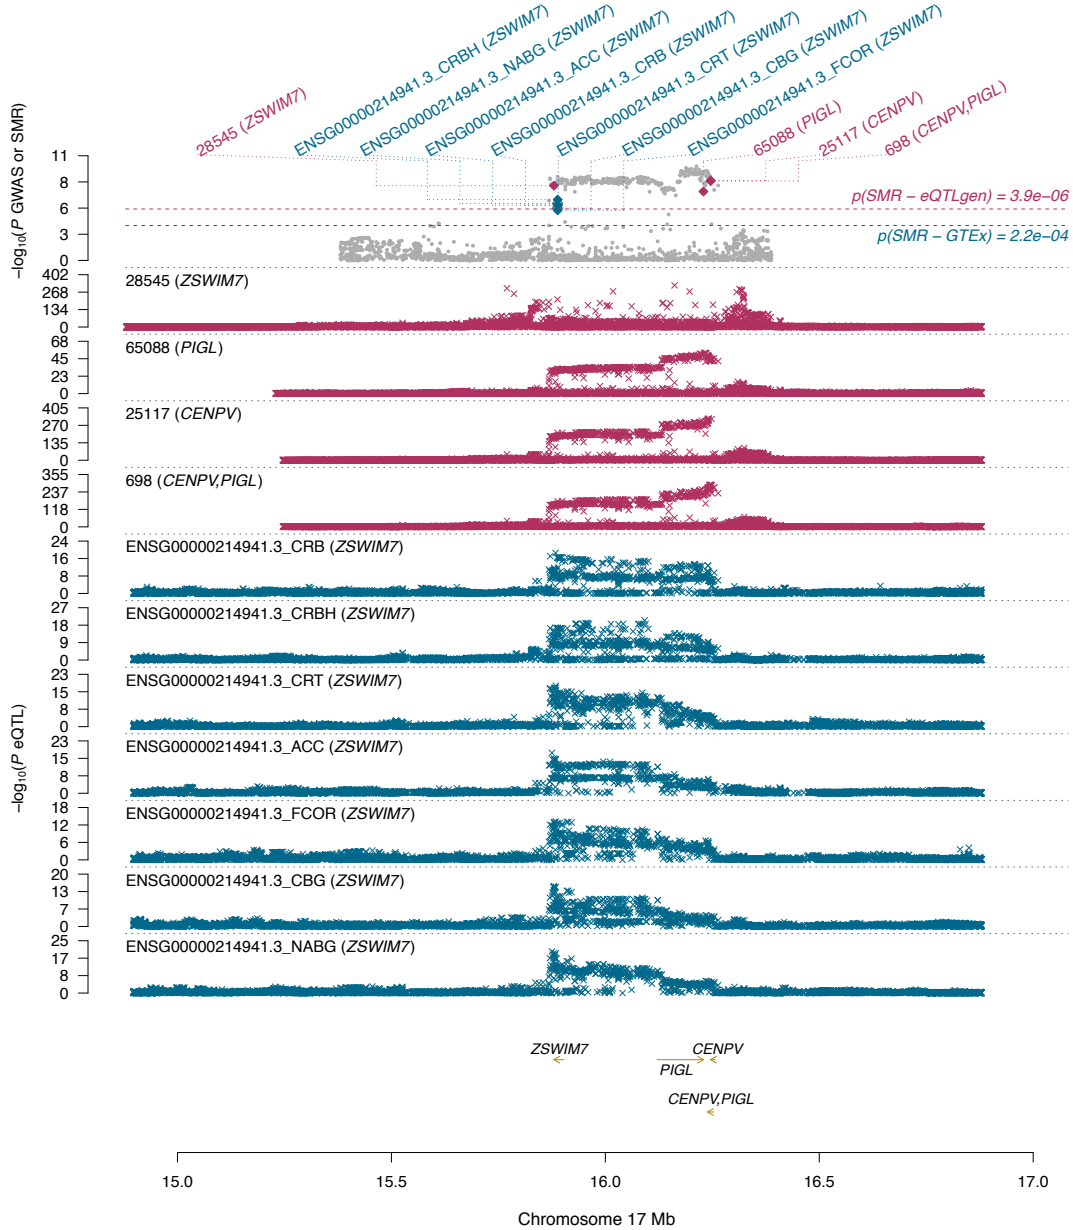 28545 (ZSWIM7)
ENSG00000214941.3_CRBH (ZSWIM7)
ENSG00000214941.3_NABG (ZSWIM7)
ENSG00000214941.3_ACC (ZSWIM7)
ENSG00000214941.3_CRB (ZSWIM7)
ENSG00000214941.3_CRT (ZSWIM7)
ENSG00000214941.3_CBG (ZSWIM7)
ENSG00000214941.3_FCOR (ZSWIM7)
65088 (PIGL)
25117 (CENPV)
698 (CENPV,PIGL)
−log10(P GWAS or SMR)
11
8
6
3
0
p(SMR − eQTLgen) = 3.9e−06
p(SMR − GTEx) = 2.2e−04
28545 (ZSWIM7)
402
268
134
0
65088 (PIGL)
68
45
23
0
25117 (CENPV)
405
270
135
0
698 (CENPV,PIGL)
355
237
118
0
ENSG00000214941.3_CRB (ZSWIM7)
24
16
8
0
ENSG00000214941.3_CRBH (ZSWIM7)
27
18
9
0
ENSG00000214941.3_CRT (ZSWIM7)
23
15
8
0
−log10(P eQTL)
ENSG00000214941.3_ACC (ZSWIM7)
23
15
8
0
ENSG00000214941.3_FCOR (ZSWIM7)
18
12
6
0
ENSG00000214941.3_CBG (ZSWIM7)
20
13
7
0
ENSG00000214941.3_NABG (ZSWIM7)
25
17
8
0
ZSWIM7
CENPV
PIGL
CENPV,PIGL
15.0 15.5 16.0 16.5 17.0
Chromosome 17 Mb